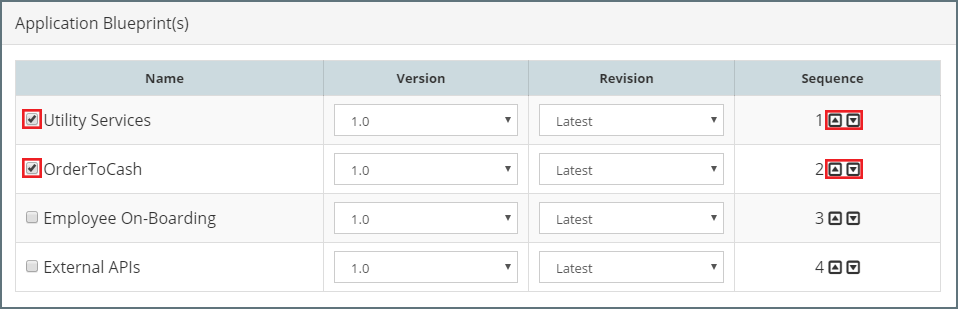 Application Blueprint(s)
Name Version Revision Sequence
Utility Services 1.0 Latest 1
OrderToCash 1.0 Latest 2
Employee On-Boarding 1.0 Latest 3
External APIs 1.0 Latest 4